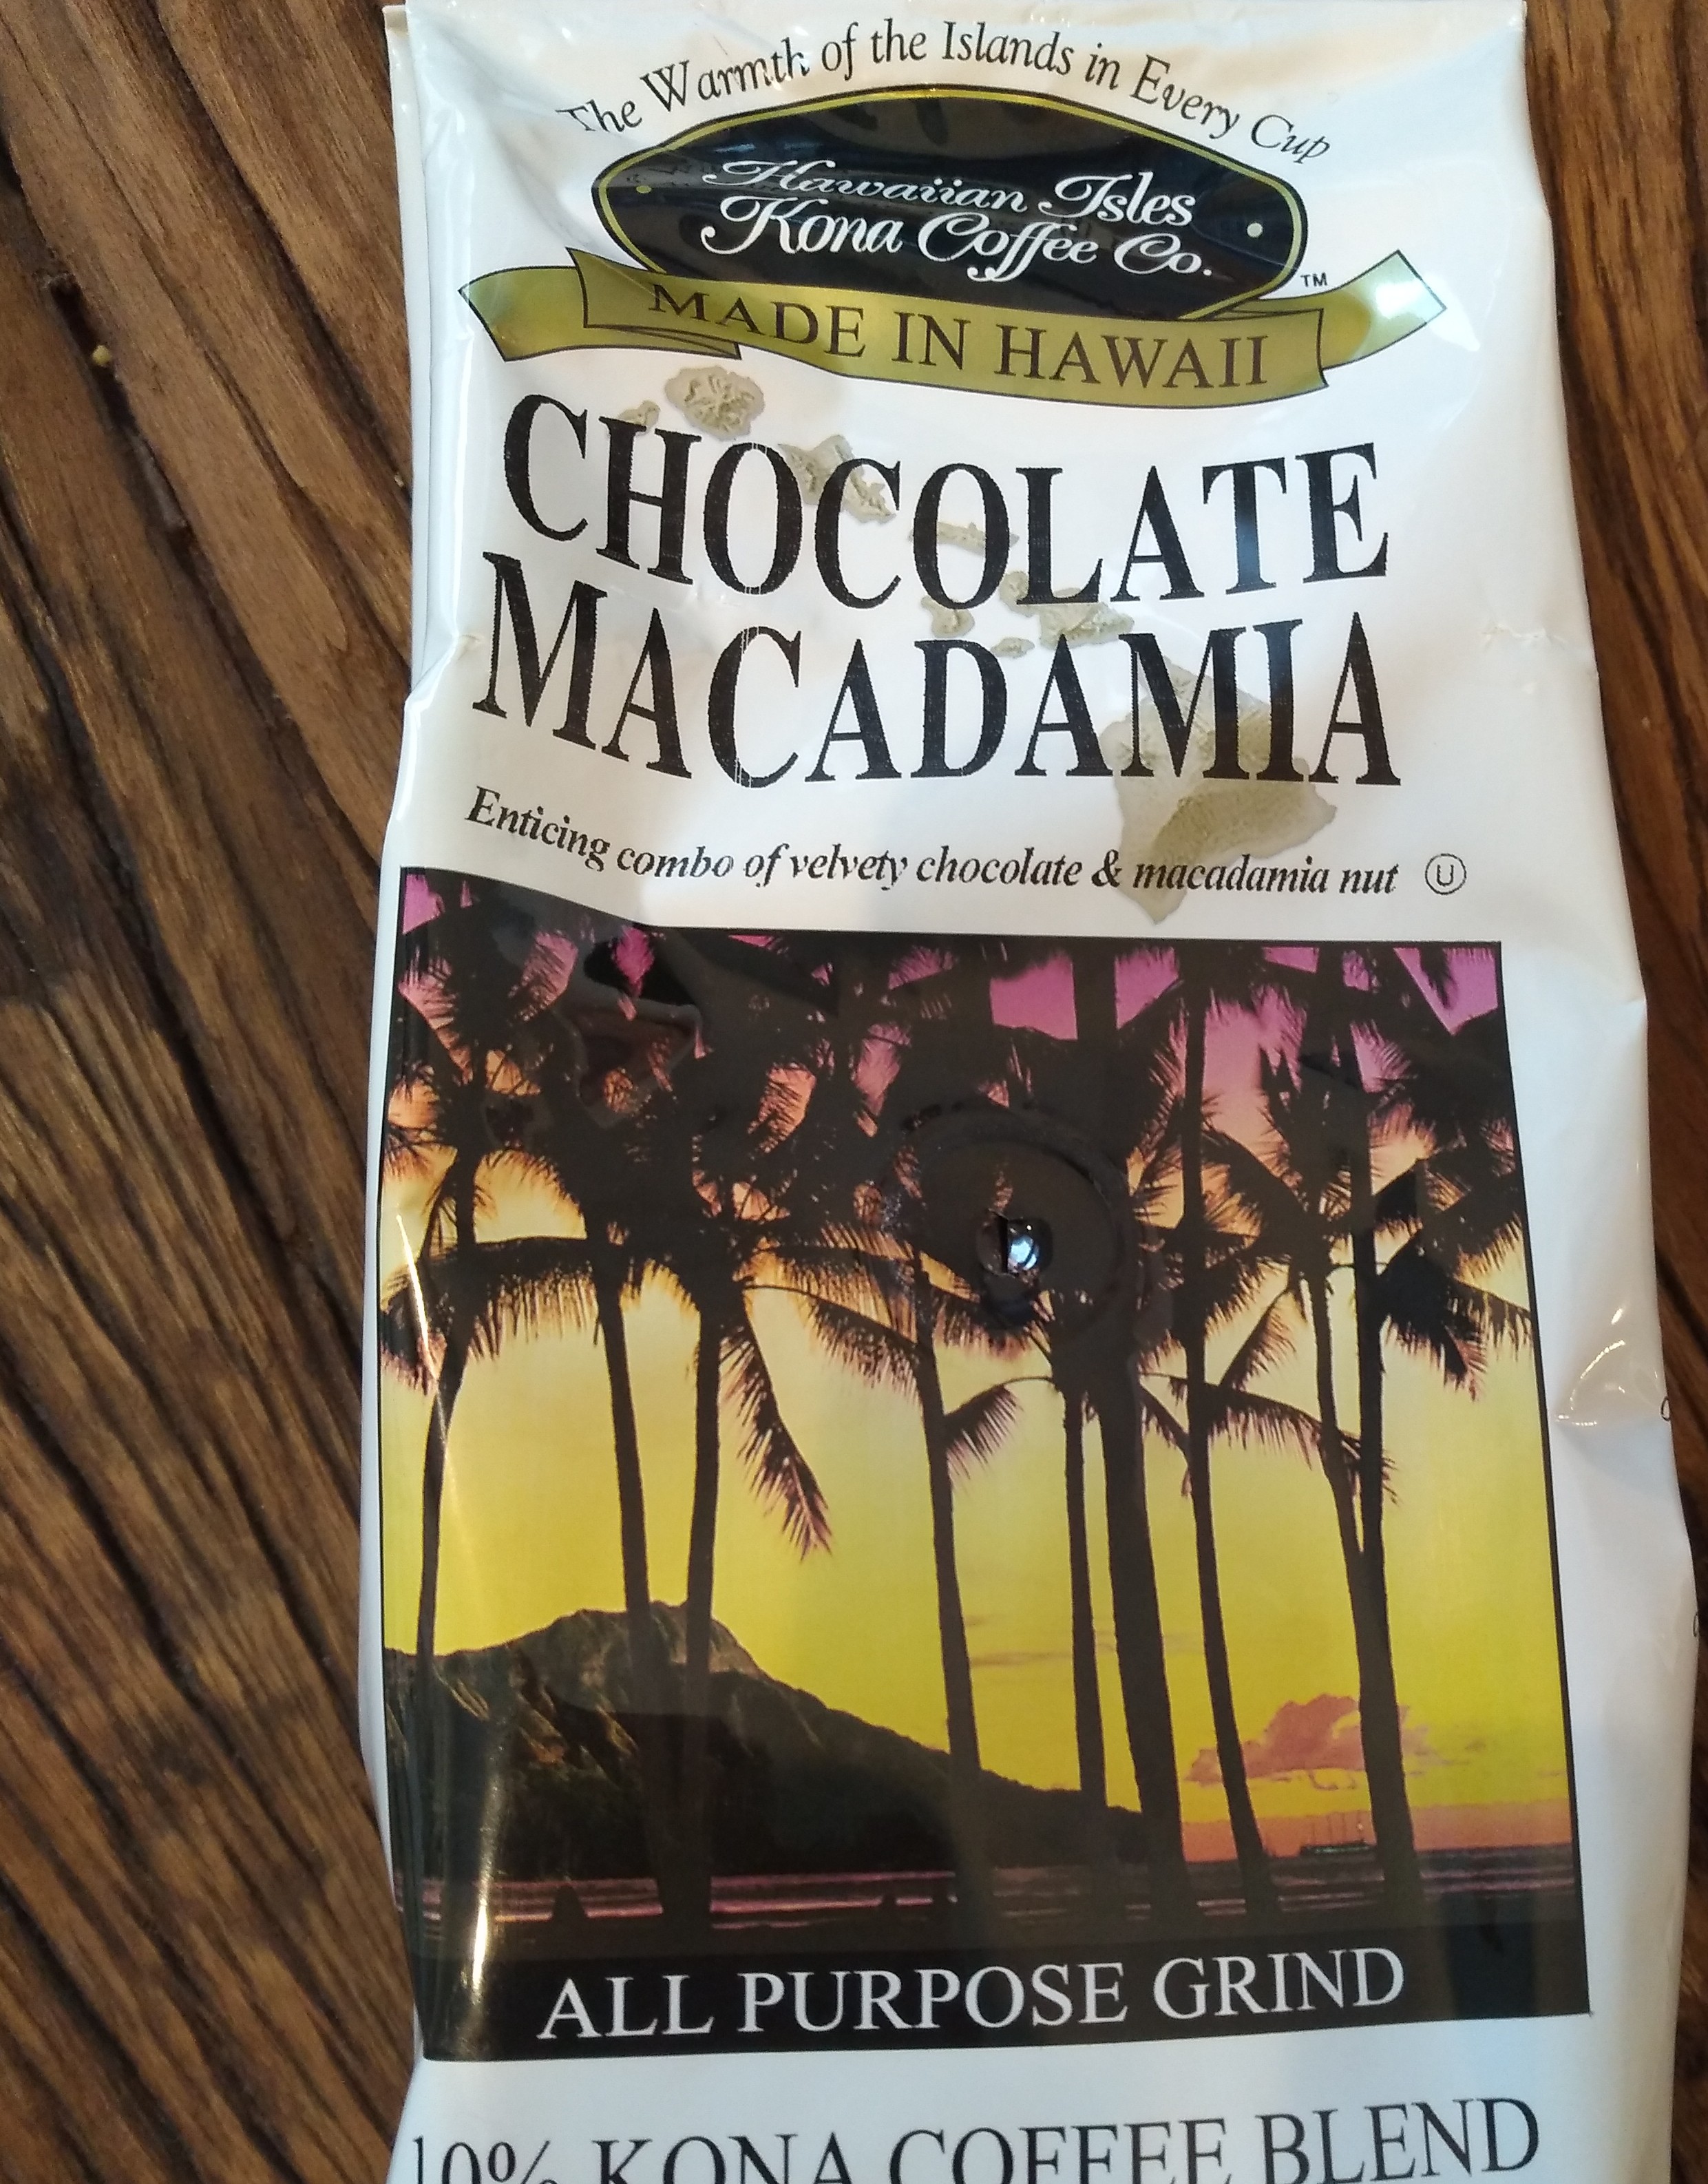 The Warmth of the Islands in Every Cup
Hawaiian Isles
Kona Coffee Co.
TM
MADE IN HAWAII
CHOCOLATE
MACADAMIA
Enticing combo of velvety chocolate & macadamia nut Ⓤ
ALL PURPOSE GRIND
10% KONA COFFEE BLEND